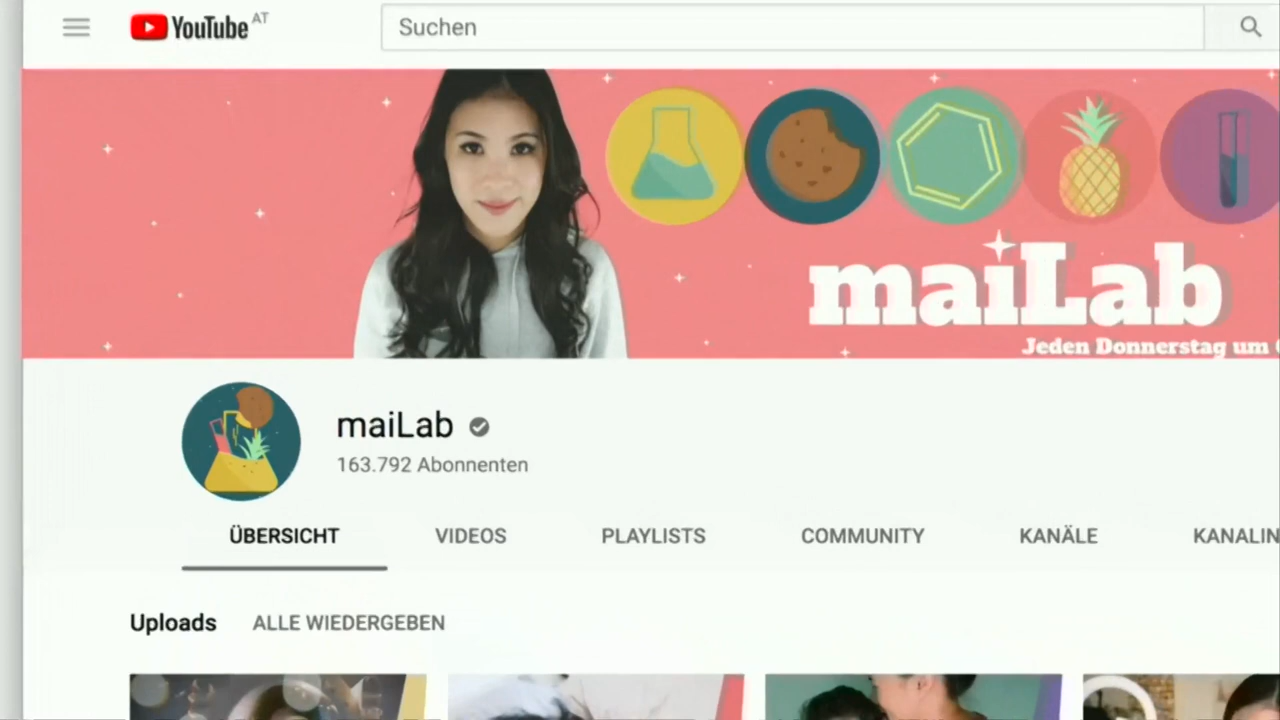 YouTube AT
Suchen
maiLab
Jeden Donnerstag um
maiLab
163.792 Abonnenten
ÜBERSICHT VIDEOS PLAYLISTS COMMUNITY KANÄLE KANALIN
Uploads ALLE WIEDERGEBEN